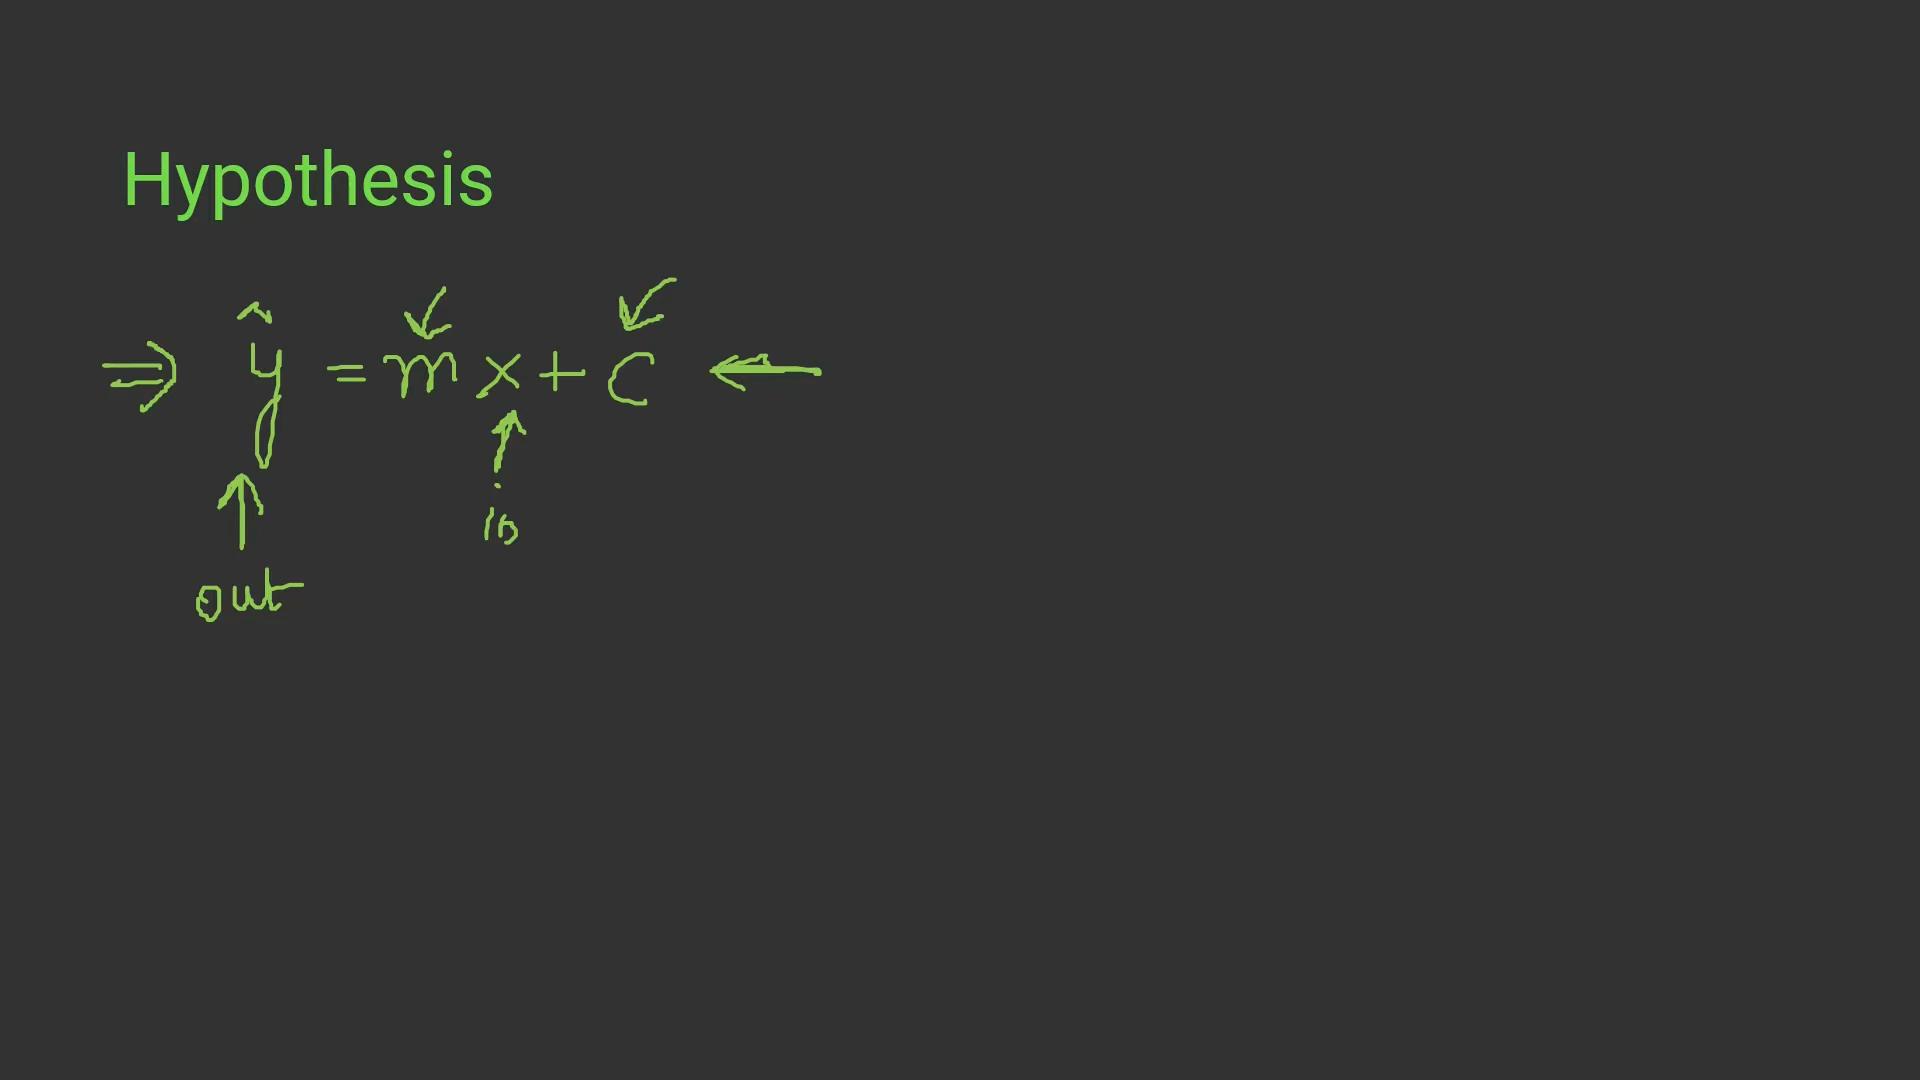 Hypothesis
⇒ ŷ = mx + c ←
in
out